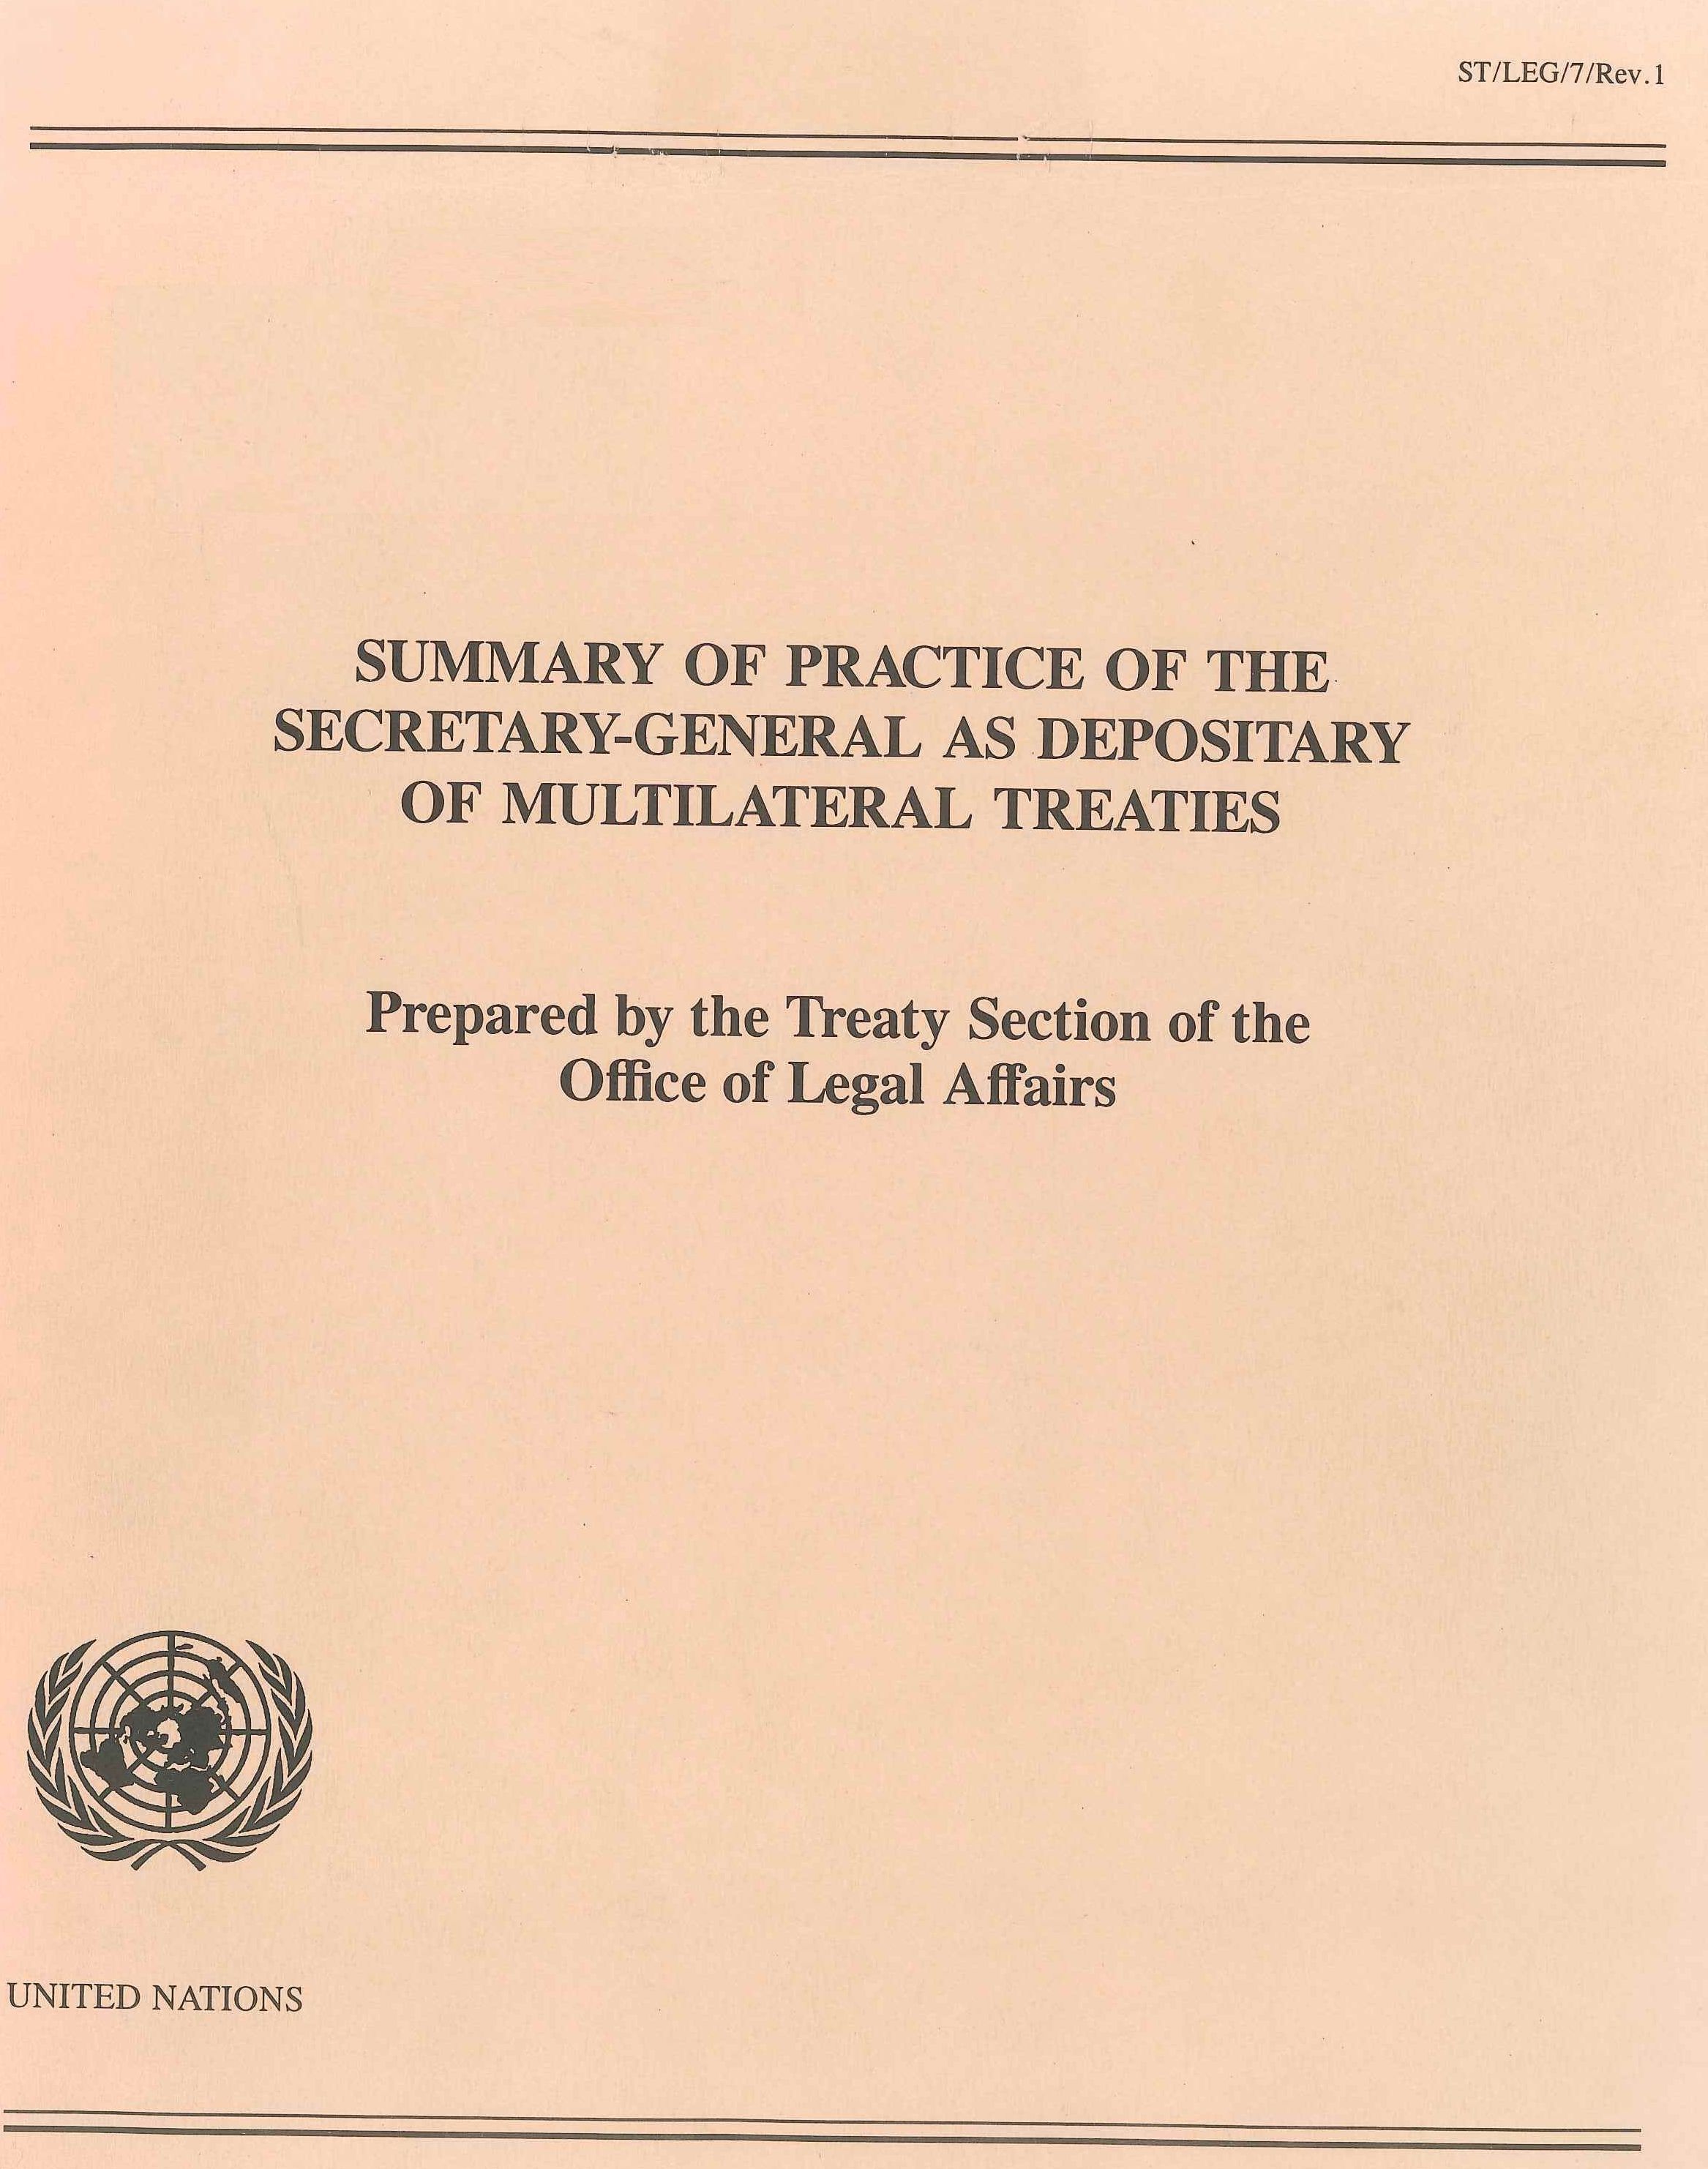 ST/LEG/7/Rev.1
SUMMARY OF PRACTICE OF THE
SECRETARY-GENERAL AS DEPOSITARY
OF MULTILATERAL TREATIES
Prepared by the Treaty Section of the
Office of Legal Affairs
UNITED NATIONS